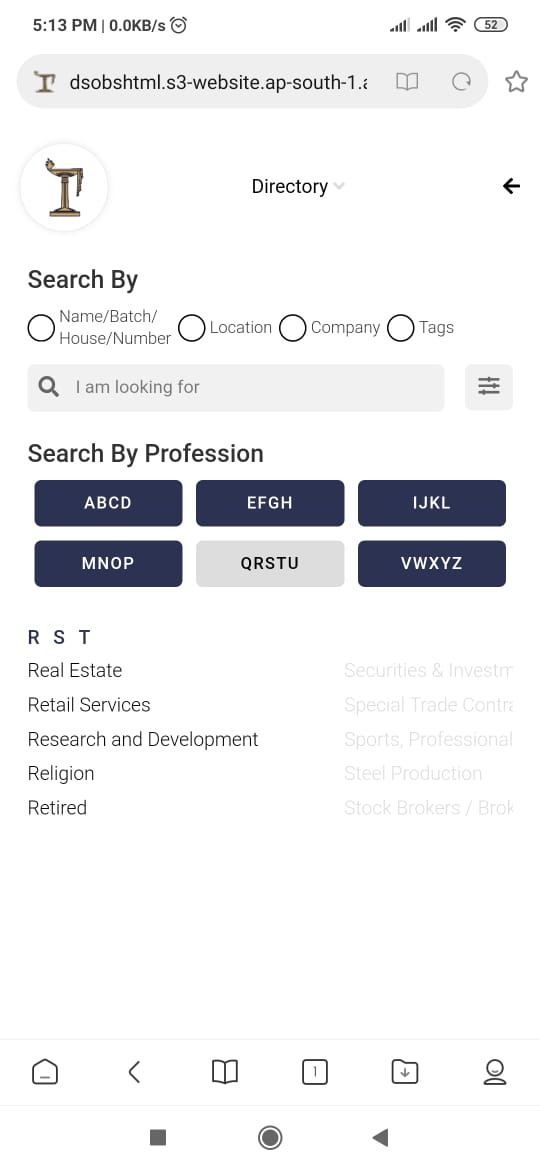 5:13 PM | 0.0KB/s
52
dsobshtml.s3-website.ap-south-1.a
Directory
Search By
Name/Batch/
House/Number
Location
Company
Tags
I am looking for
Search By Profession
ABCD
EFGH
IJKL
MNOP
QRSTU
VWXYZ
R S T
Real Estate
Securities & Investm
Retail Services
Special Trade Contra
Research and Development
Sports, Professional
Religion
Steel Production
Retired
Stock Brokers / Brok
1